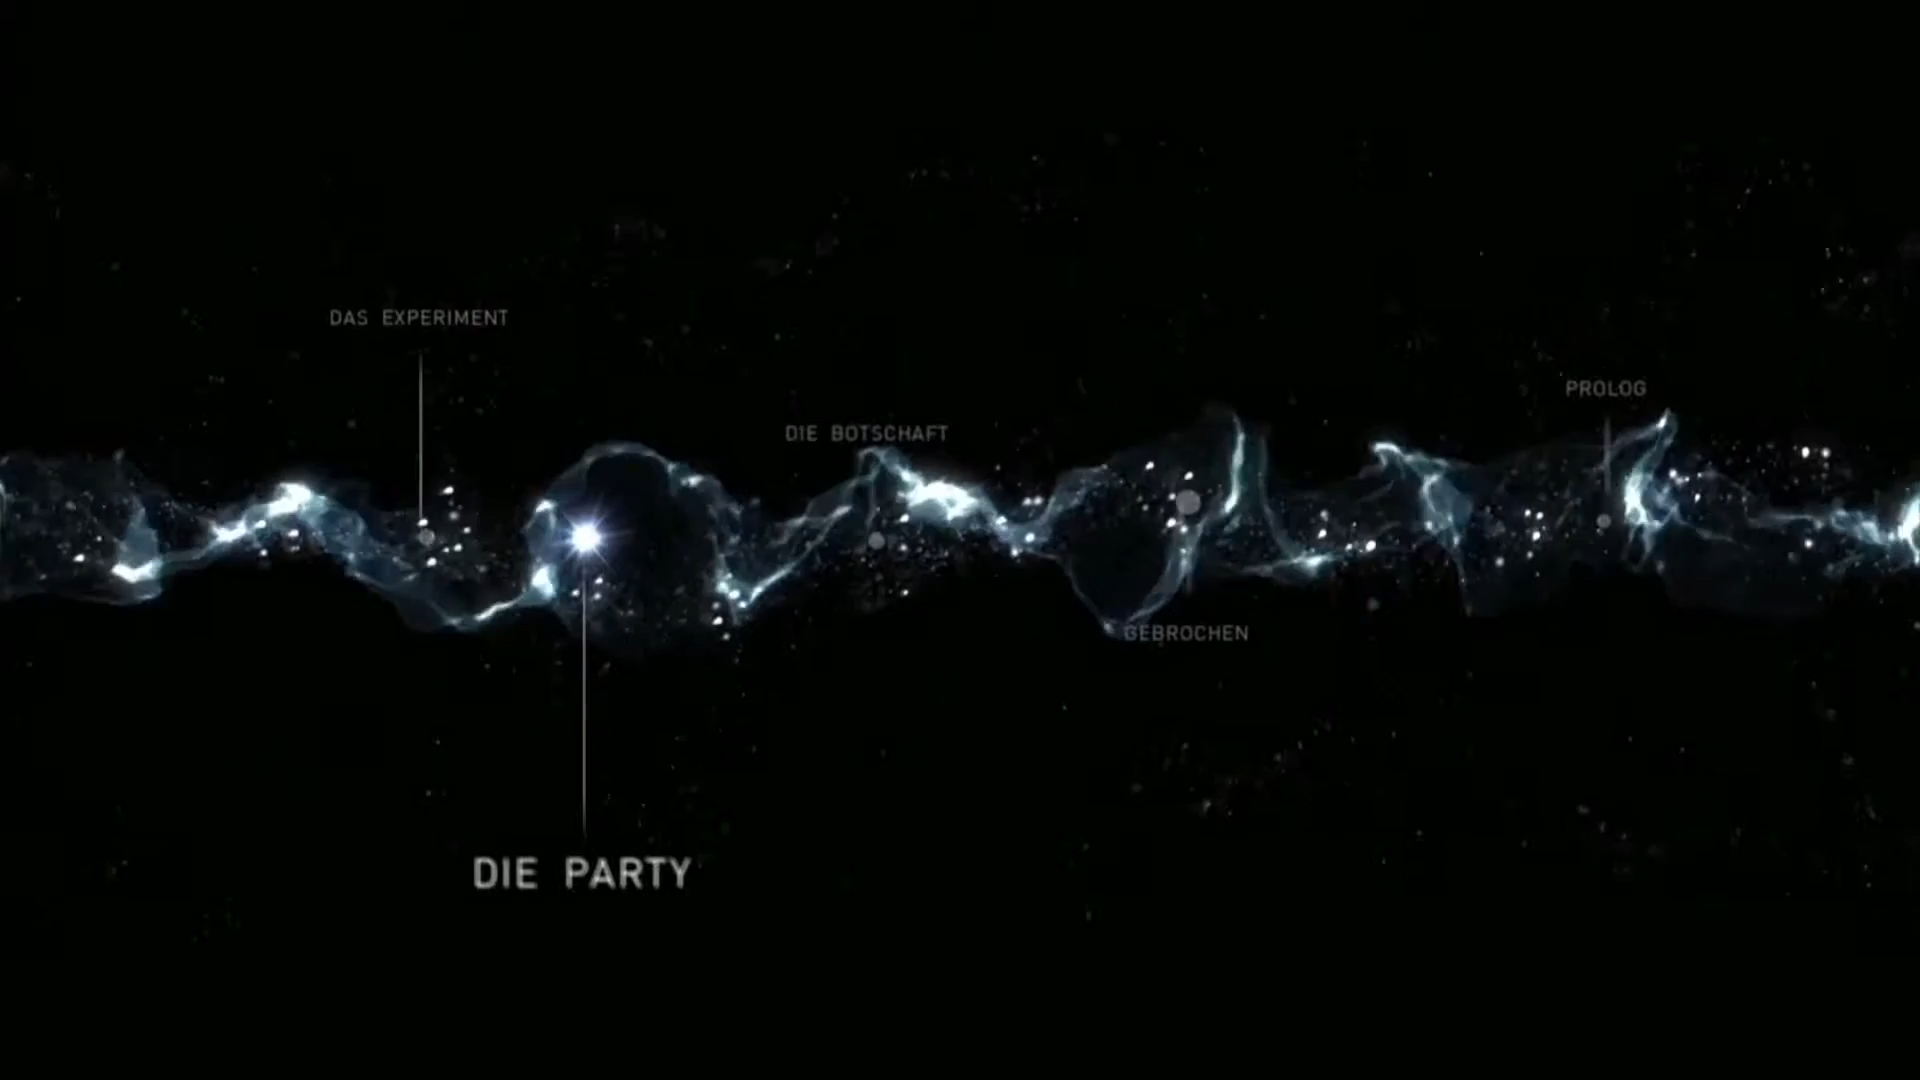 DAS EXPERIMENT
PROLOG
DIE BOTSCHAFT
GEBROCHEN
DIE PARTY